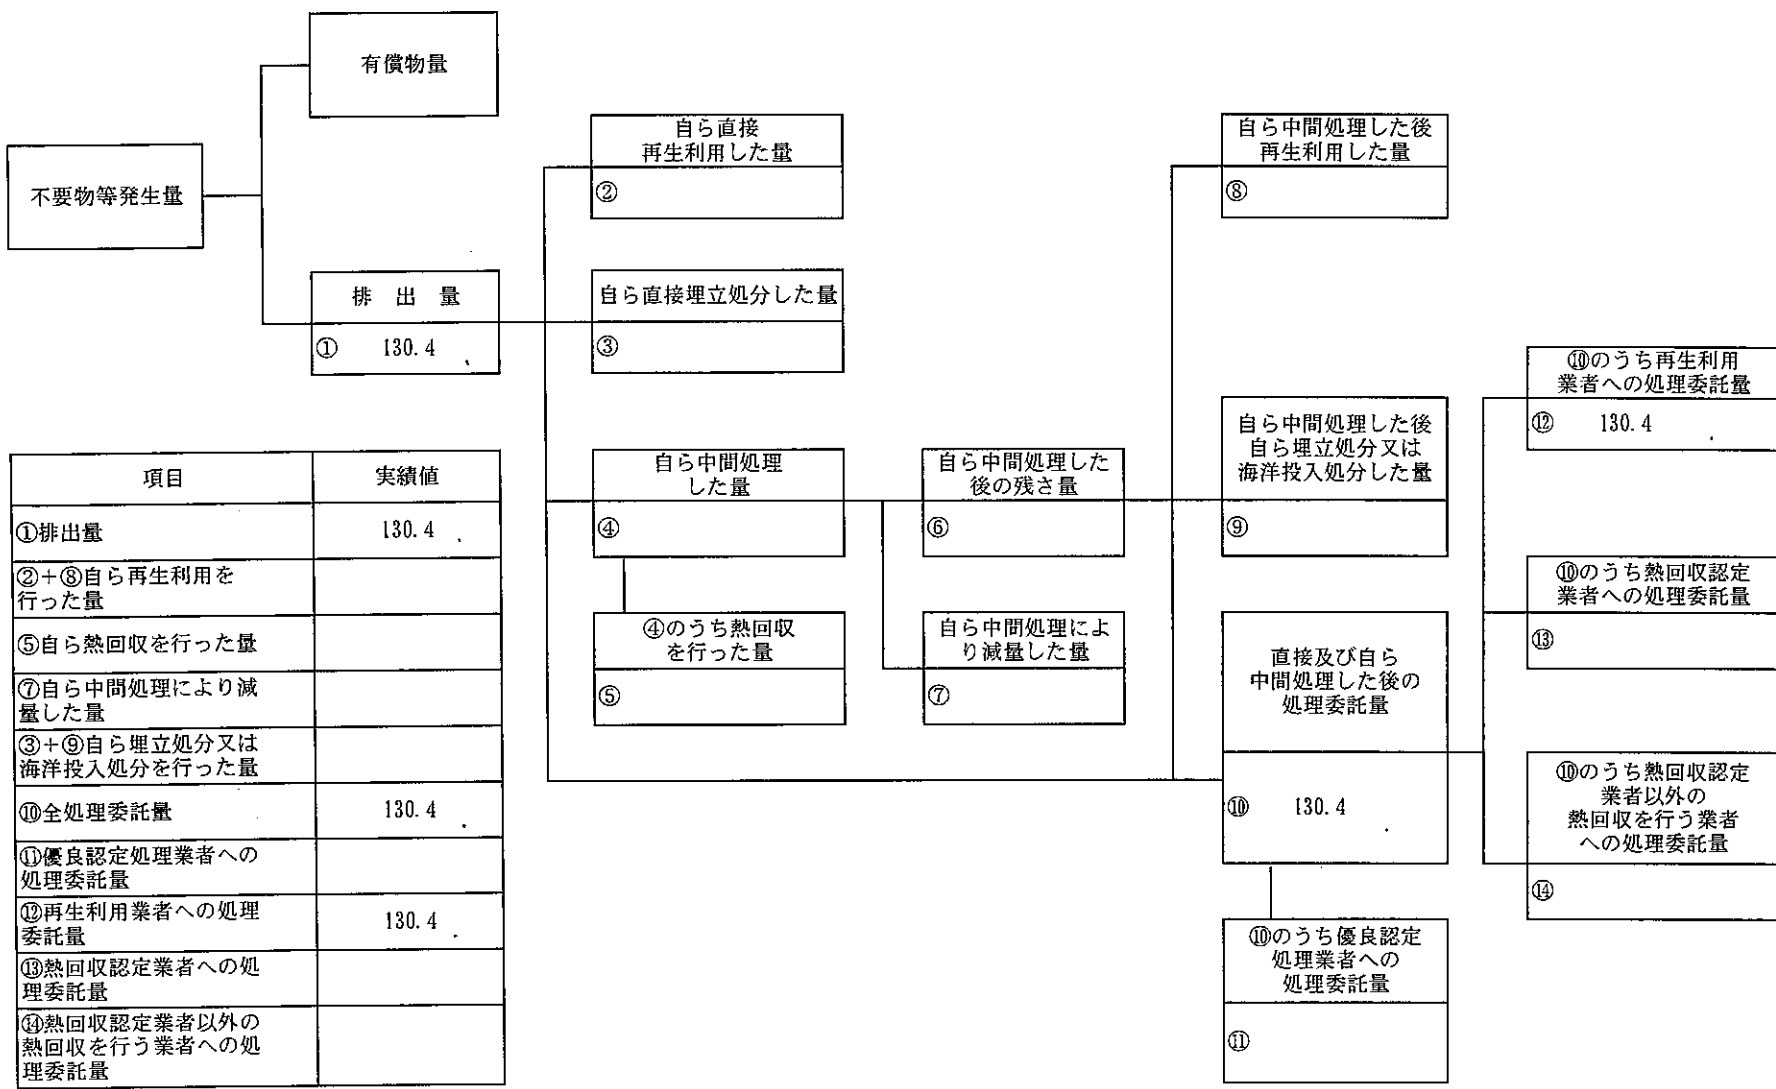 有償物量
不要物等発生量
排出量
① 130.4
自ら直接
再生利用した量
②
自ら直接埋立処分した量
③
自ら中間処理
した量
④
④のうち熱回収
を行った量
⑤
自ら中間処理した
後の残さ量
⑥
自ら中間処理によ
り減量した量
⑦
自ら中間処理した後
再生利用した量
⑧
自ら中間処理した後
自ら埋立処分又は
海洋投入処分した量
⑨
直接及び自ら
中間処理した後の
処理委託量
⑩ 130.4
⑩のうち優良認定
処理業者への
処理委託量
⑪
⑩のうち再生利用
業者への処理委託量
⑫ 130.4
⑩のうち熱回収認定
業者への処理委託量
⑬
⑩のうち熱回収認定
業者以外の
熱回収を行う業者
への処理委託量
⑭
項目 実績値
①排出量 130.4
②+⑧自ら再生利用を
行った量
⑤自ら熱回収を行った量
⑦自ら中間処理により減
量した量
③+⑨自ら埋立処分又は
海洋投入処分を行った量
⑩全処理委託量 130.4
⑪優良認定処理業者への
処理委託量
⑫再生利用業者への処理
委託量 130.4
⑬熱回収認定業者への処
理委託量
⑭熱回収認定業者以外の
熱回収を行う業者への処
理委託量